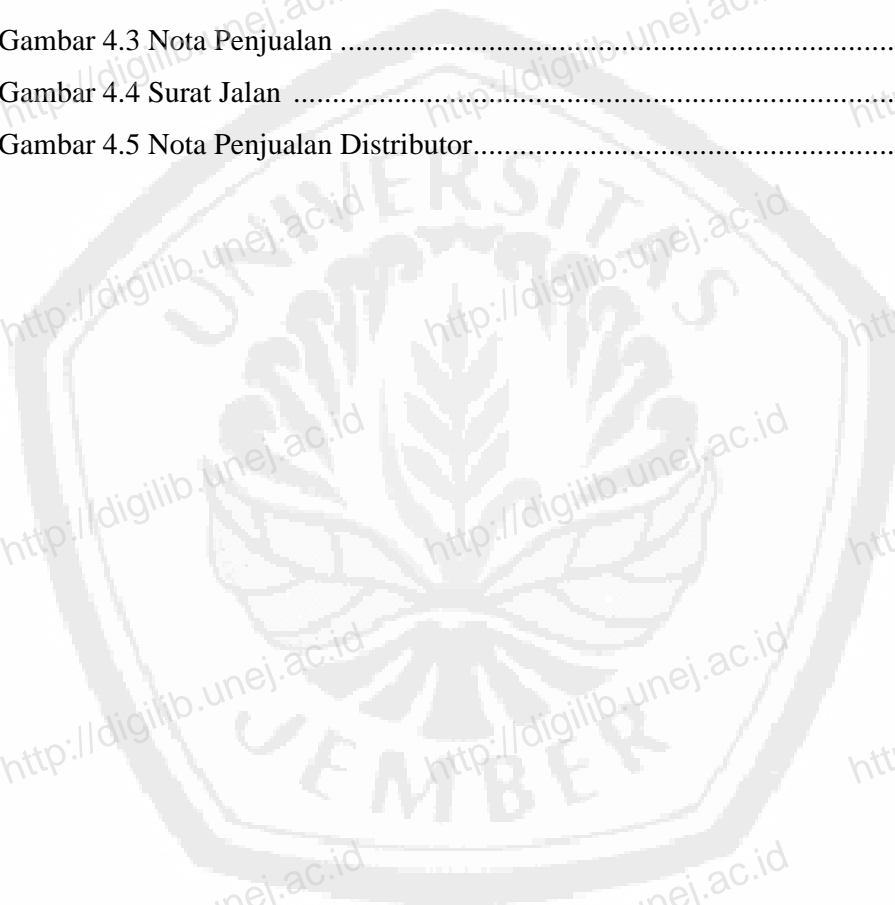 Gambar 4.3 Nota Penjualan ............................................................
Gambar 4.4 Surat Jalan .................................................................
Gambar 4.5 Nota Penjualan Distributor..............................................
UNIVERSITAS
JEMBER
http://digilib.unej.ac.id
http://digilib.unej.ac.id
http://digilib.unej.ac.id
http://digilib.unej.ac.id
http://digilib.unej.ac.id
http://digilib.unej.ac.id
http://digilib.unej.ac.id
http://digilib.unej.ac.id